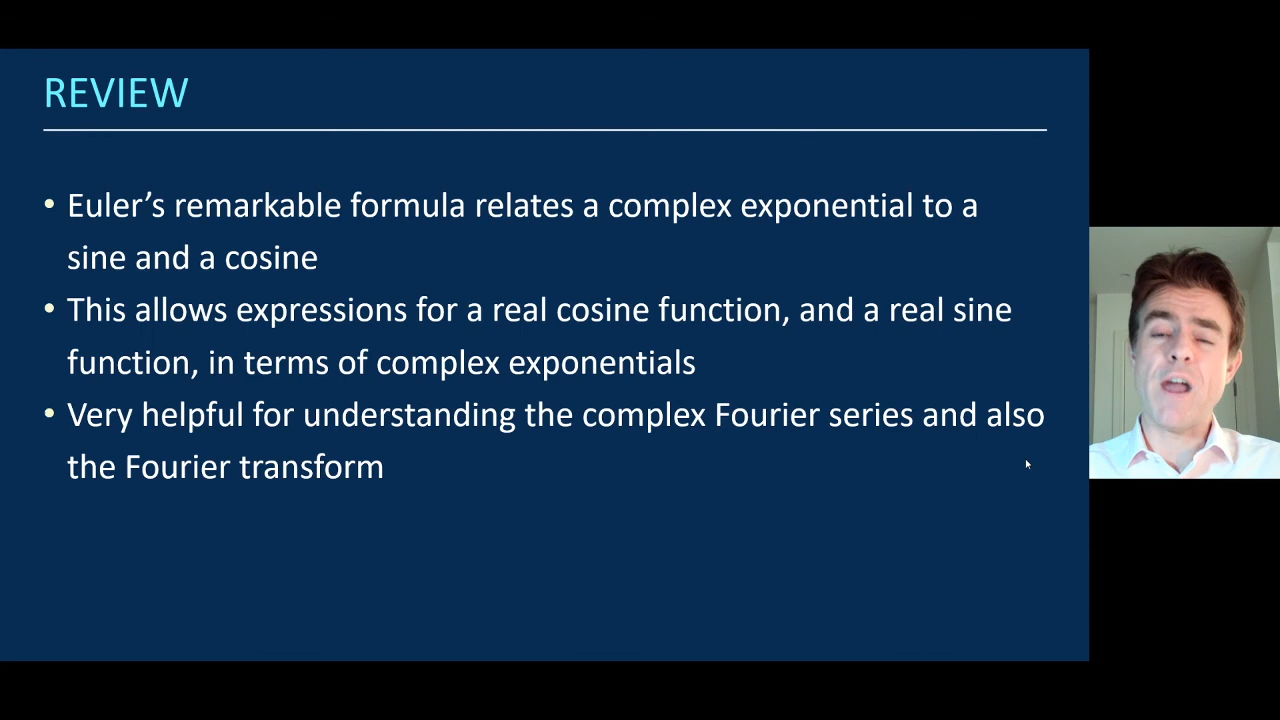 REVIEW
• Euler’s remarkable formula relates a complex exponential to a
sine and a cosine
• This allows expressions for a real cosine function, and a real sine
function, in terms of complex exponentials
• Very helpful for understanding the complex Fourier series and also
the Fourier transform